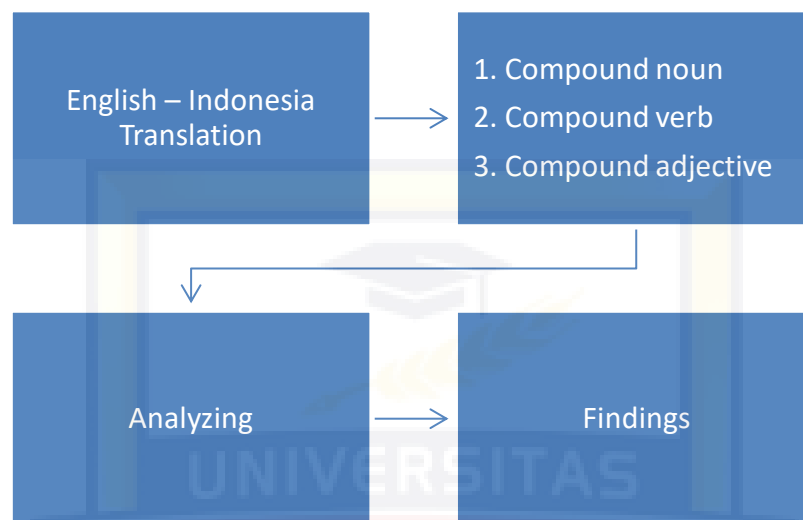 English – Indonesia
Translation
1. Compound noun
2. Compound verb
3. Compound adjective
Analyzing
Findings
UNIVERSITAS